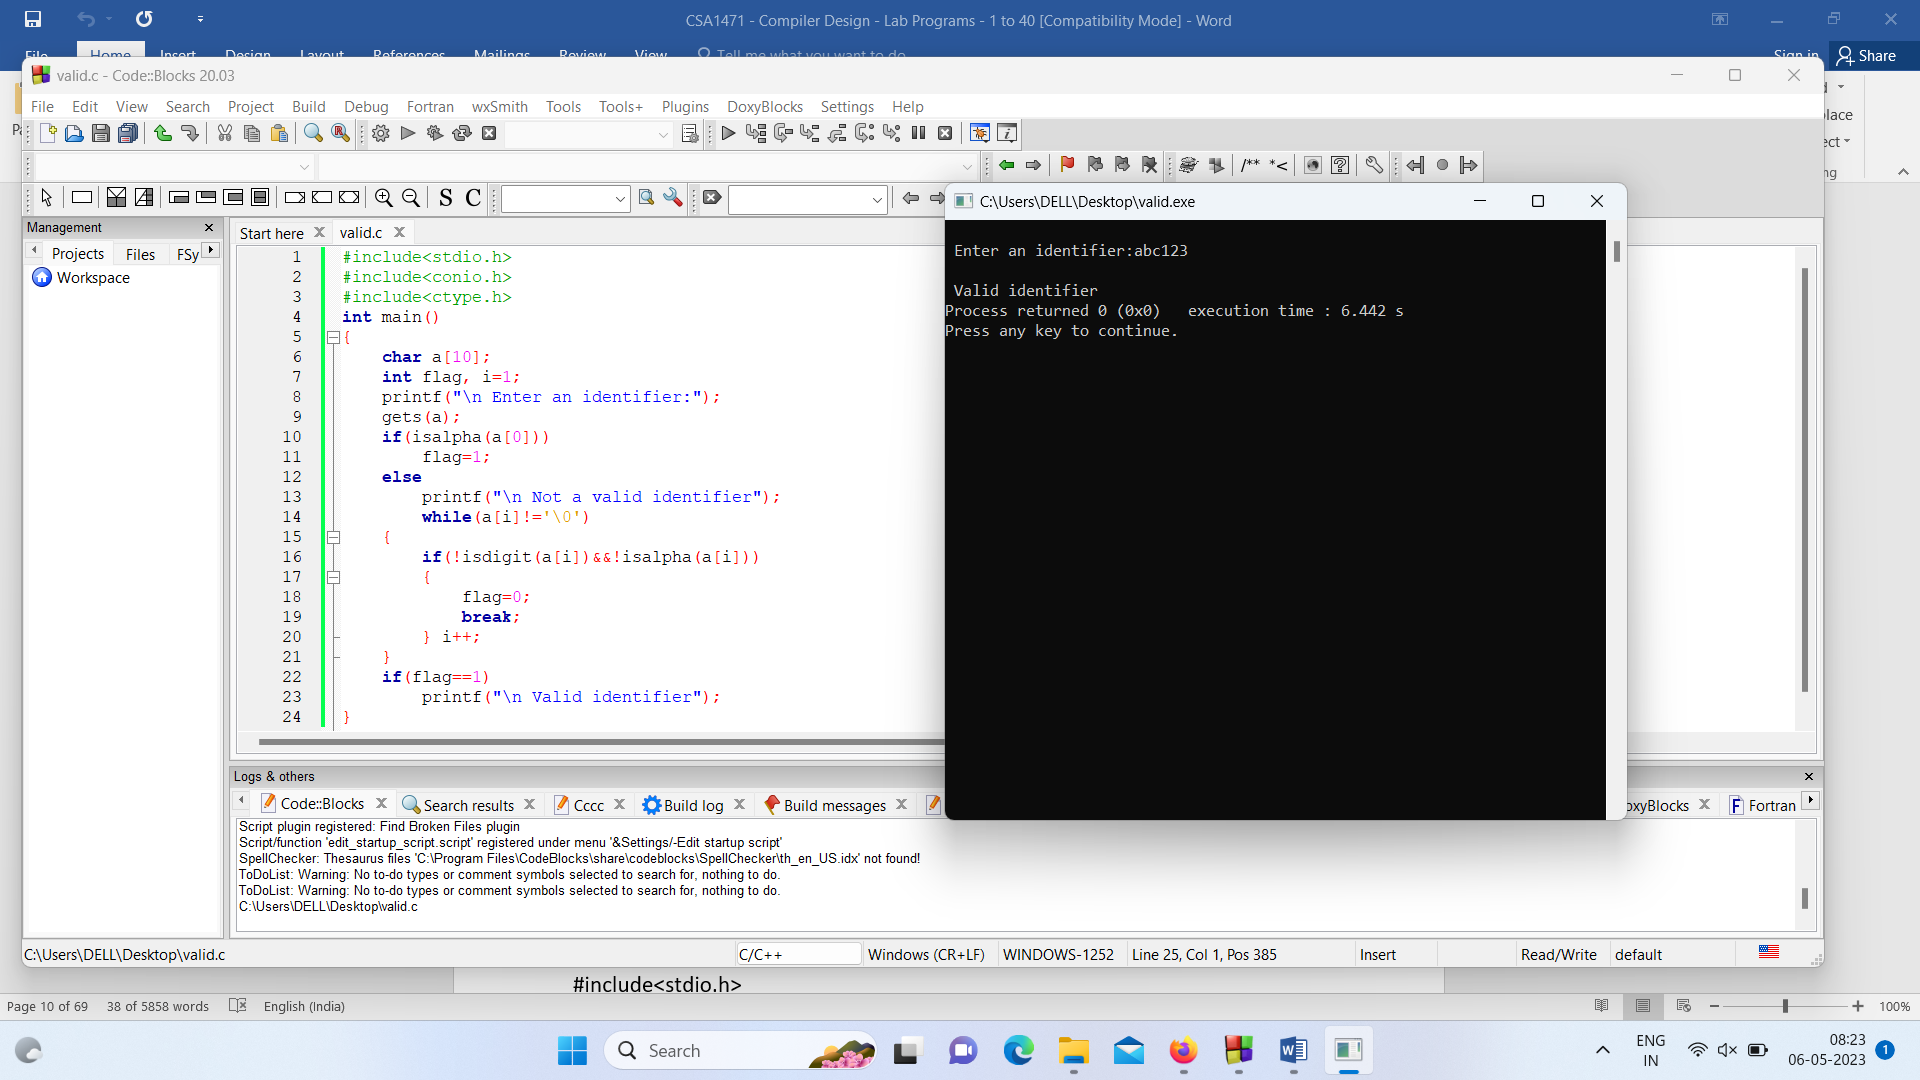 CSA1471 - Compiler Design - Lab Programs - 1 to 40 [Compatibility Mode] - Word
File Home Insert Design Layout References Mailings Review View Tell me what you want to do Sign in Share
valid.c - Code::Blocks 20.03
File Edit View Search Project Build Debug Fortran wxSmith Tools Tools+ Plugins DoxyBlocks Settings Help
/** *<
S C
Management
Projects Files FSy
Workspace
Start here valid.c
1 #include<stdio.h>
2 #include<conio.h>
3 #include<ctype.h>
4 int main()
5 {
6 char a[10];
7 int flag, i=1;
8 printf("\n Enter an identifier:");
9 gets(a);
10 if(isalpha(a[0]))
11 flag=1;
12 else
13 printf("\n Not a valid identifier");
14 while(a[i]!='\0')
15 {
16 if(!isdigit(a[i])&&!isalpha(a[i]))
17 {
18 flag=0;
19 break;
20 } i++;
21 }
22 if(flag==1)
23 printf("\n Valid identifier");
24 }
C:\Users\DELL\Desktop\valid.exe
Enter an identifier:abc123
Valid identifier
Process returned 0 (0x0) execution time : 6.442 s
Press any key to continue.
Logs & others
Code::Blocks Search results Cccc Build log Build messages oxyBlocks Fortran
Script plugin registered: Find Broken Files plugin
Script/function 'edit_startup_script.script' registered under menu '&Settings/-Edit startup script'
SpellChecker: Thesaurus files 'C:\Program Files\CodeBlocks\share\codeblocks\SpellChecker\th_en_US.idx' not found!
ToDoList: Warning: No to-do types or comment symbols selected to search for, nothing to do.
ToDoList: Warning: No to-do types or comment symbols selected to search for, nothing to do.
C:\Users\DELL\Desktop\valid.c
C:\Users\DELL\Desktop\valid.c C/C++ Windows (CR+LF) WINDOWS-1252 Line 25, Col 1, Pos 385 Insert Read/Write default
#include<stdio.h>
Page 10 of 69 38 of 5858 words English (India) 100%
Search
ENG
IN
08:23
06-05-2023
1